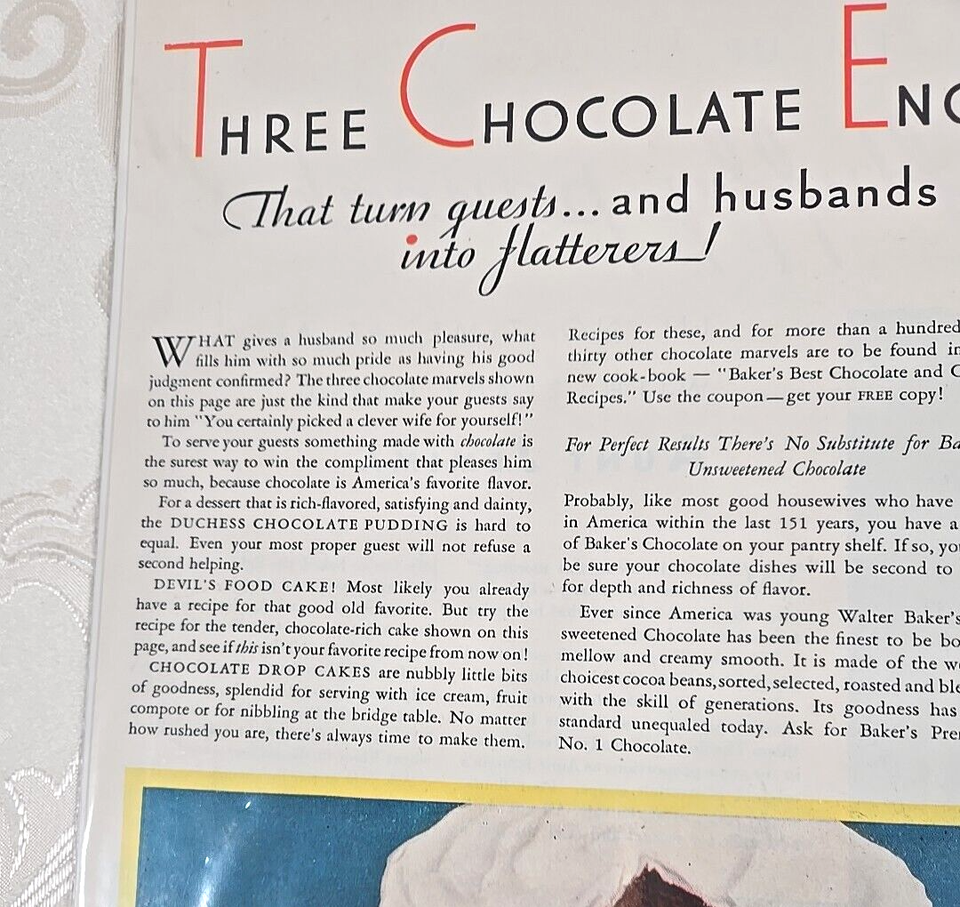 THREE CHOCOLATE
That turn guests... and husbands
into flatterers!
WHAT gives a husband so much pleasure, what
fills him with so much pride as having his good
judgment confirmed? The three chocolate marvels shown
on this page are just the kind that make your guests say
to him "You certainly picked a clever wife for yourself!"
To serve your guests something made with chocolate is
the surest way to win the compliment that pleases him
so much, because chocolate is America's favorite flavor.
For a dessert that is rich-flavored, satisfying and dainty,
the DUCHESS CHOCOLATE PUDDING is hard to
equal. Even your most proper guest will not refuse a
second helping.
DEVIL'S FOOD CAKE! Most likely you already
have a recipe for that good old favorite. But try the
recipe for the tender, chocolate-rich cake shown on this
page, and see if this isn't your favorite recipe from now on!
CHOCOLATE DROP CAKES are nubbly little bits
of goodness, splendid for serving with ice cream, fruit
compote or for nibbling at the bridge table. No matter
how rushed you are, there's always time to make them.
Recipes for these, and for more than a hundred
thirty other chocolate marvels are to be found in
new cook-book — "Baker's Best Chocolate and
Recipes." Use the coupon—get your FREE copy!
For Perfect Results There's No Substitute for
Unsweetened Chocolate
Probably, like most good housewives who have
in America within the last 151 years, you have a
of Baker's Chocolate on your pantry shelf. If so,
be sure your chocolate dishes will be second to
for depth and richness of flavor.
Ever since America was young Walter Baker's
sweetened Chocolate has been the finest to be
mellow and creamy smooth. It is made of the
choicest cocoa beans, sorted, selected, roasted and
with the skill of generations. Its goodness has
standard unequaled today. Ask for Baker's
No. 1 Chocolate.